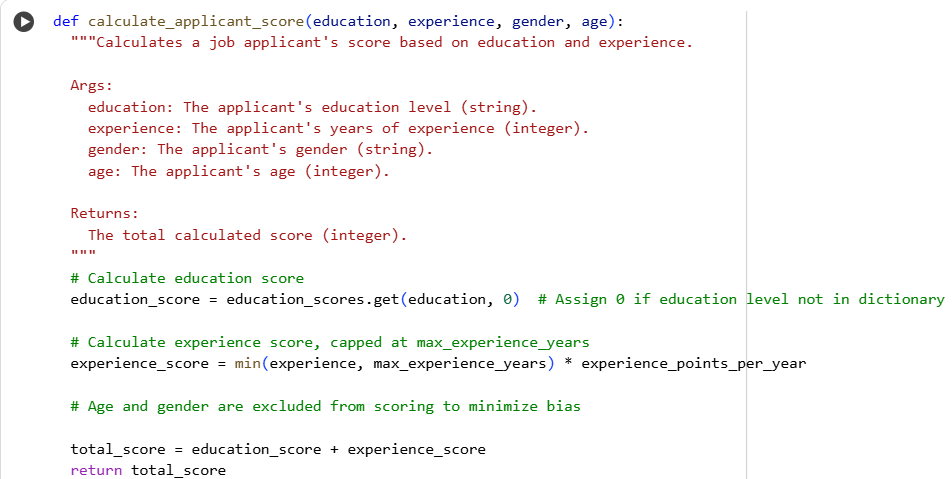 def calculate_applicant_score(education, experience, gender, age):
"""Calculates a job applicant's score based on education and experience.
Args:
education: The applicant's education level (string).
experience: The applicant's years of experience (integer).
gender: The applicant's gender (string).
age: The applicant's age (integer).
Returns:
The total calculated score (integer).
"""
# Calculate education score
education_score = education_scores.get(education, 0)  # Assign 0 if education level not in dictionary
# Calculate experience score, capped at max_experience_years
experience_score = min(experience, max_experience_years) * experience_points_per_year
# Age and gender are excluded from scoring to minimize bias
total_score = education_score + experience_score
return total_score